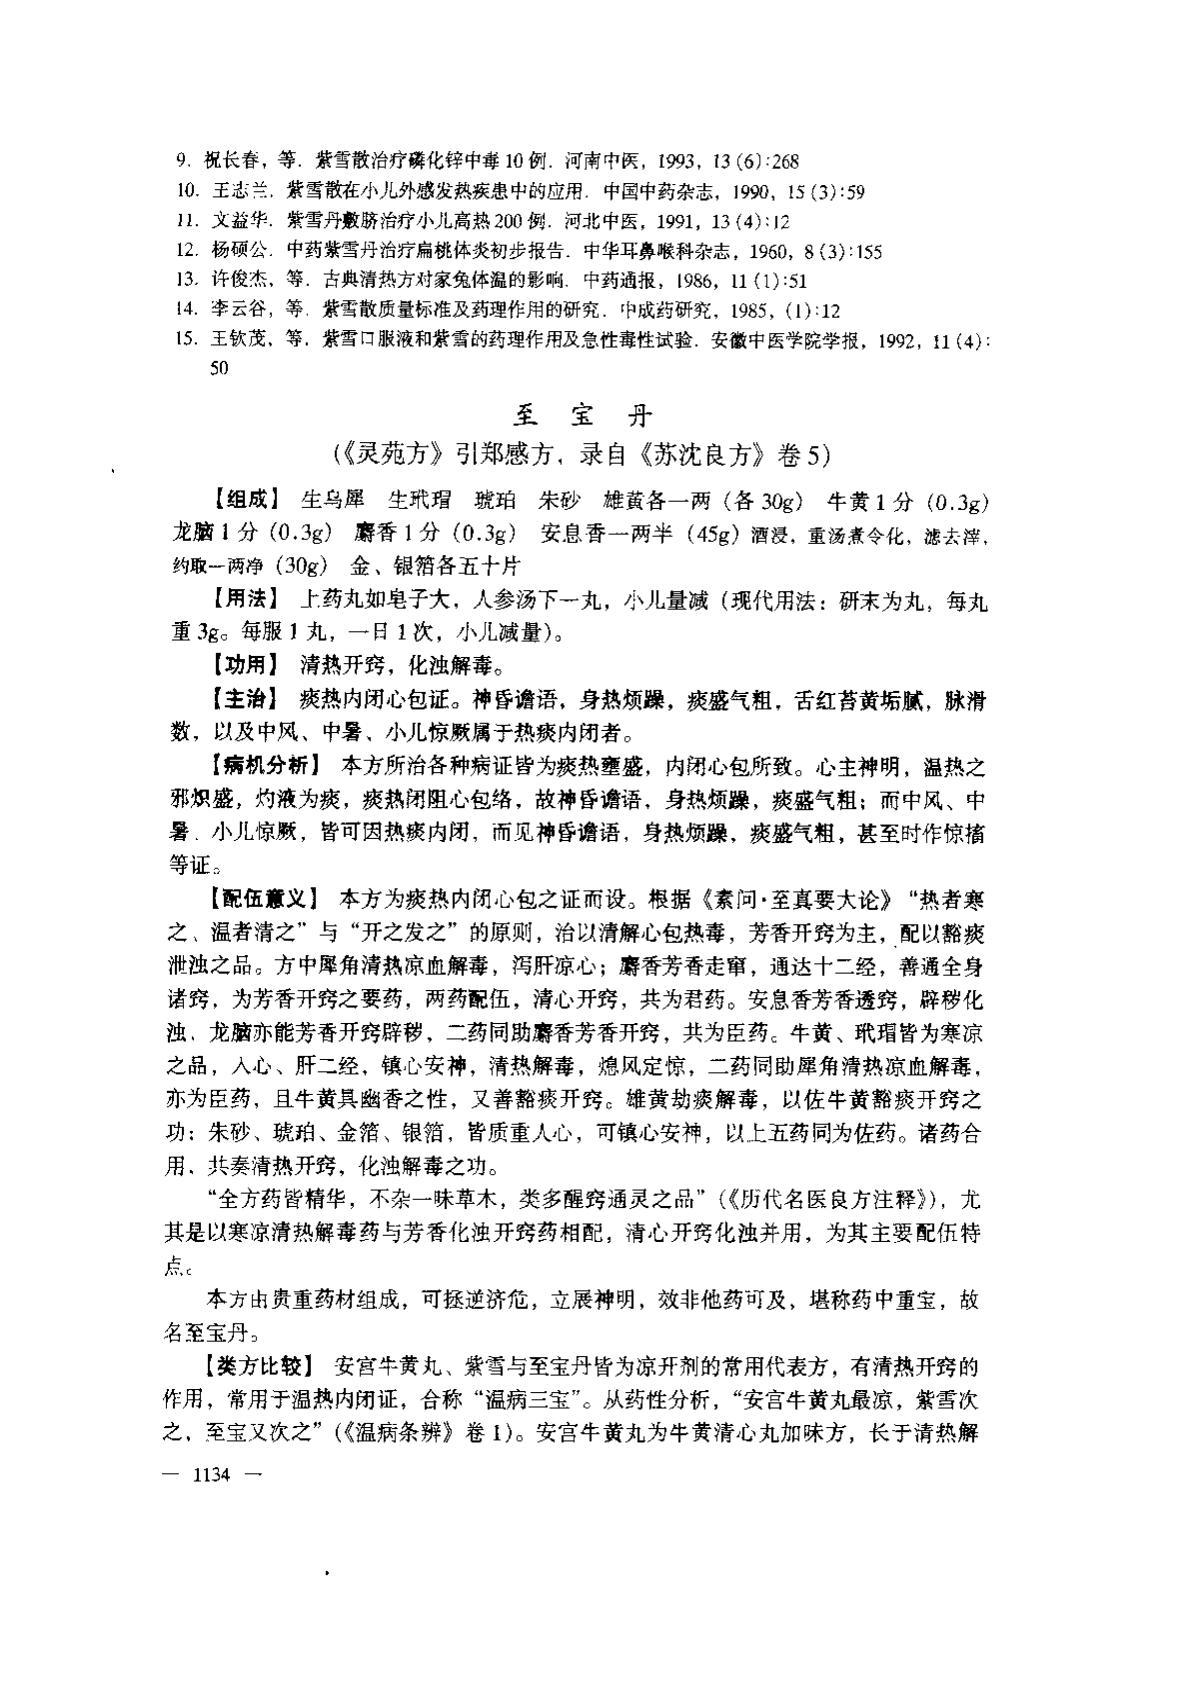 9. 祝长春，等. 紫雪散治疗磷化锌中毒 10 例. 河南中医，1993，13 (6):268
10. 王志兰. 紫雪散在小儿外感发热疾患中的应用. 中国中药杂志，1990，15 (3):59
11. 文益华. 紫雪丹敷脐治疗小儿高热 200 例. 河北中医，1991，13 (4):12
12. 杨硕公. 中药紫雪丹治疗扁桃体炎初步报告. 中华耳鼻喉科杂志，1960，8 (3):155
13. 许俊杰，等. 古典清热方对家兔体温的影响. 中药通报，1986，11 (1):51
14. 李云谷，等. 紫雪散质量标准及药理作用的研究. 中成药研究，1985，(1):12
15. 王钦茂，等. 紫雪口服液和紫雪的药理作用及急性毒性试验. 安徽中医学院学报，1992，11 (4):
50
至 宝 丹
(《灵苑方》引郑感方，录自《苏沈良方》卷 5)
【组成】 生乌犀 生玳瑁 琥珀 朱砂 雄黄各一两（各 30g） 牛黄 1 分（0.3g）
龙脑 1 分（0.3g） 麝香 1 分（0.3g） 安息香一两半（45g）酒浸，重汤煮令化，滤去滓，
约取一两净（30g） 金、银箔各五十片
【用法】 上药丸如皂子大，人参汤下一丸，小儿量减（现代用法：研末为丸，每丸
重 3g。每服 1 丸，一日 1 次，小儿减量）。
【功用】 清热开窍，化浊解毒。
【主治】 痰热内闭心包证。神昏谵语，身热烦躁，痰盛气粗，舌红苔黄垢腻，脉滑
数，以及中风、中暑、小儿惊厥属于热痰内闭者。
【病机分析】 本方所治各种病证皆为痰热壅盛，内闭心包所致。心主神明，温热之
邪炽盛，灼液为痰，痰热闭阻心包络，故神昏谵语，身热烦躁，痰盛气粗；而中风、中
暑、小儿惊厥，皆可因热痰内闭，而见神昏谵语，身热烦躁，痰盛气粗，甚至时作惊搐
等证。
【配伍意义】 本方为痰热内闭心包之证而设。根据《素问·至真要大论》“热者寒
之、温者清之”与“开之发之”的原则，治以清解心包热毒，芳香开窍为主，配以豁痰
泄浊之品。方中犀角清热凉血解毒，泻肝凉心；麝香芳香走窜，通达十二经，善通全身
诸窍，为芳香开窍之要药，两药配伍，清心开窍，共为君药。安息香芳香透窍，辟秽化
浊，龙脑亦能芳香开窍辟秽，二药同助麝香芳香开窍，共为臣药。牛黄、玳瑁皆为寒凉
之品，入心、肝二经，镇心安神，清热解毒，熄风定惊，二药同助犀角清热凉血解毒，
亦为臣药，且牛黄具幽香之性，又善豁痰开窍。雄黄劫痰解毒，以佐牛黄豁痰开窍之
功；朱砂、琥珀、金箔、银箔，皆质重人心，可镇心安神，以上五药同为佐药。诸药合
用，共奏清热开窍，化浊解毒之功。
“全方药皆精华，不杂一味草木，类多醒窍通灵之品”（《历代名医良方注释》），尤
其是以寒凉清热解毒药与芳香化浊开窍药相配，清心开窍化浊并用，为其主要配伍特
点。
本方由贵重药材组成，可拯逆济危，立展神明，效非他药可及，堪称药中重宝，故
名至宝丹。
【类方比较】 安宫牛黄丸、紫雪与至宝丹皆为凉开剂的常用代表方，有清热开窍的
作用，常用于温热内闭证，合称“温病三宝”。从药性分析，“安宫牛黄丸最凉，紫雪次
之，至宝又次之”（《温病条辨》卷 1）。安宫牛黄丸为牛黄清心丸加味方，长于清热解
— 1134 —